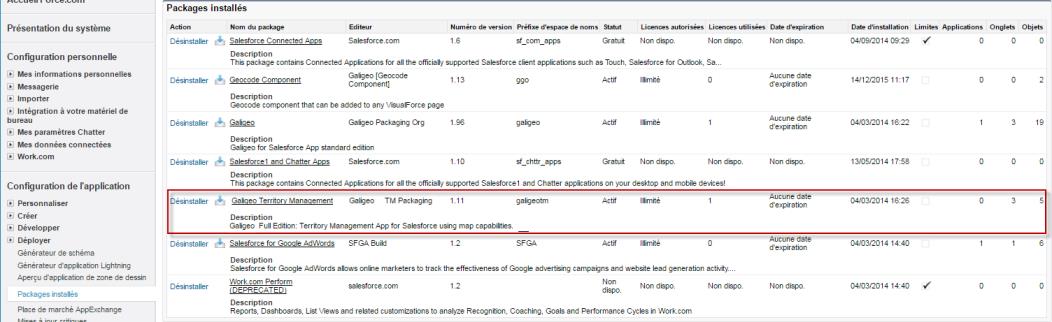 Accueil Force.com
Présentation du système
Configuration personnelle
Mes informations personnelles
Messagerie
Importer
Intégration à votre matériel de
bureau
Mes paramètres Chatter
Mes données connectées
Work.com
Configuration de l'application
Personnaliser
Créer
Développer
Déployer
Générateur de schéma
Générateur d'application Lightning
Aperçu d'application de zone de dessin
Packages installés
Place de marché AppExchange
Mises à jour critiques
Packages installés
Action Nom du package Editeur Numéro de version Préfixe d'espace de noms Statut Licences autorisées Licences utilisées Date d'expiration Date d'installation Limites Applications Onglets Objets
Désinstaller Salesforce Connected Apps Salesforce.com 1.6 sf_com_apps Gratuit Non dispo. Non dispo. Non dispo. 04/09/2014 09:29 0 0 0
Description
This package contains Connected Applications for all the officially supported Salesforce client applications such as Touch, Salesforce for Outlook, Sa...
Désinstaller Geocode Component Galigeo [Geocode Component] 1.13 ggo Actif Illimité 0 Aucune date d'expiration 14/12/2015 11:17 0 0 2
Description
Geocode component that can be added to any VisualForce page
Désinstaller Galigeo Galigeo Packaging Org 1.96 galigeo Actif Illimité 1 Aucune date d'expiration 04/03/2014 16:22 1 3 19
Description
Galigeo for Salesforce App standard edition
Désinstaller Salesforce1 and Chatter Apps Salesforce.com 1.10 sf_chttr_apps Gratuit Non dispo. Non dispo. Non dispo. 13/05/2014 17:58 0 0 0
Description
This package contains Connected Applications for all the officially supported Salesforce1 and Chatter applications on your desktop and mobile devices!
Désinstaller Galigeo Territory Management Galigeo TM Packaging 1.11 galigeotm Actif Illimité 1 Aucune date d'expiration 04/03/2014 16:26 0 3 5
Description
Galigeo Full Edition: Territory Management App for Salesforce using map capabilities.
Désinstaller Salesforce for Google AdWords SFGA Build 1.2 SFGA Actif Illimité 0 Aucune date d'expiration 04/03/2014 14:40 1 1 6
Description
Salesforce for Google AdWords allows online marketers to track the effectiveness of Google advertising campaigns and website lead generation activity....
Désinstaller Work.com Perform (DEPRECATED) salesforce.com 1.2 Non dispo. Non dispo. Non dispo. Non dispo. 04/03/2014 14:40 0 0 0
Description
Reports, Dashboards, List Views and related customizations to analyze Recognition, Coaching, Goals and Performance Cycles in Work.com